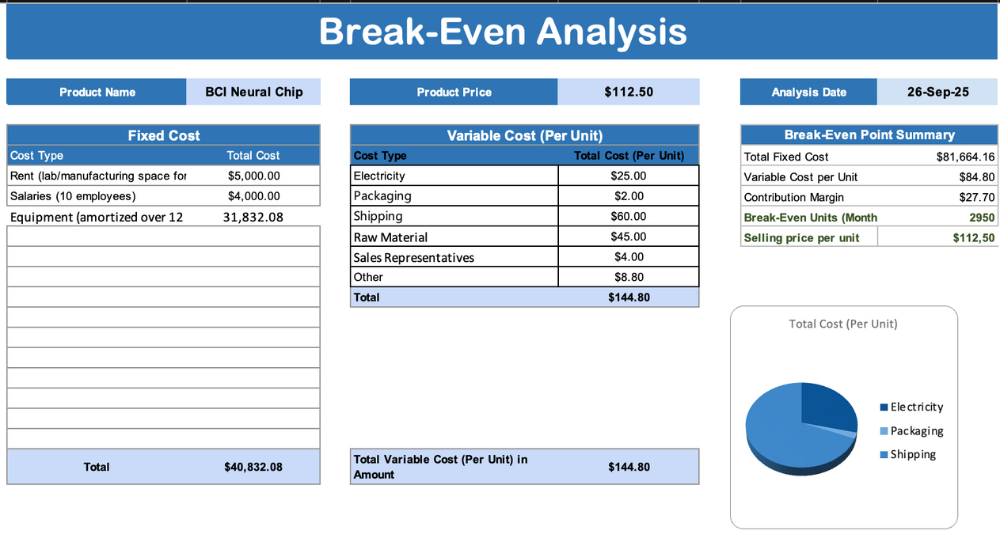 Break-Even Analysis
Product Name BCI Neural Chip Product Price $112.50 Analysis Date 26-Sep-25
Fixed Cost
Cost Type Total Cost
Rent (lab/manufacturing space for $5,000.00
Salaries (10 employees) $4,000.00
Equipment (amortized over 12 31,832.08
Total $40,832.08
Variable Cost (Per Unit)
Cost Type Total Cost (Per Unit)
Electricity $25.00
Packaging $2.00
Shipping $60.00
Raw Material $45.00
Sales Representatives $4.00
Other $8.80
Total $144.80
Total Variable Cost (Per Unit) in
Amount $144.80
Break-Even Point Summary
Total Fixed Cost $81,664.16
Variable Cost per Unit $84.80
Contribution Margin $27.70
Break-Even Units (Month 2950
Selling price per unit $112,50
Total Cost (Per Unit)
Electricity
Packaging
Shipping